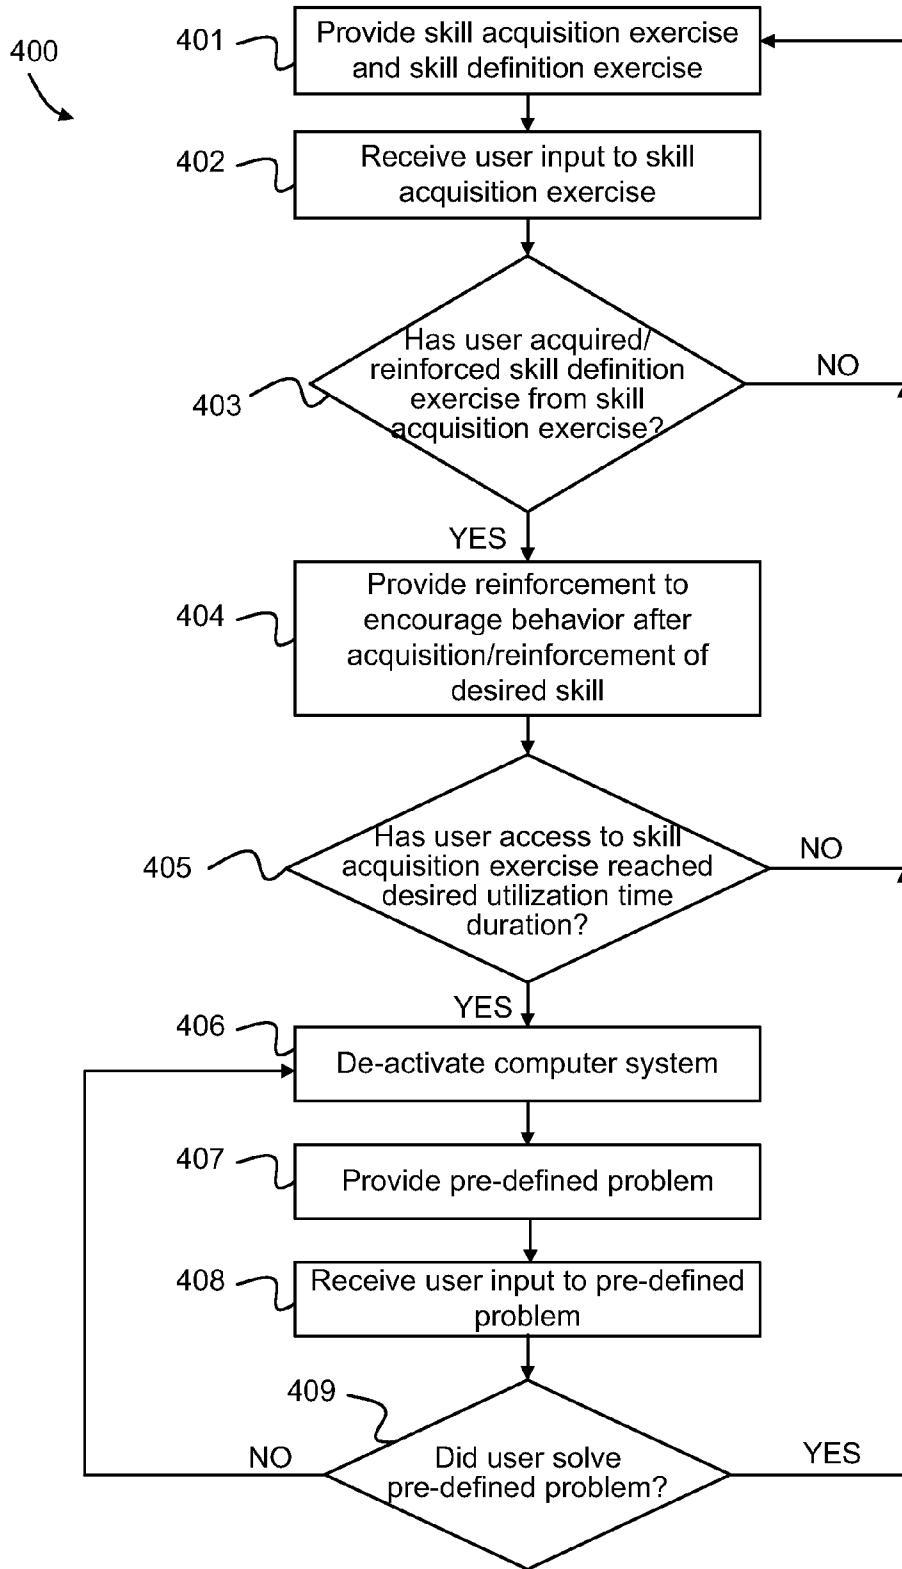 400
401
Provide skill acquisition exercise
and skill definition exercise
402
Receive user input to skill
acquisition exercise
403
Has user acquired/
reinforced skill definition
exercise from skill
acquisition exercise?
NO
YES
404
Provide reinforcement to
encourage behavior after
acquisition/reinforcement of
desired skill
405
Has user access to skill
acquisition exercise reached
desired utilization time
duration?
NO
YES
406
De-activate computer system
407
Provide pre-defined problem
408
Receive user input to pre-defined
problem
409
Did user solve
pre-defined problem?
NO
YES